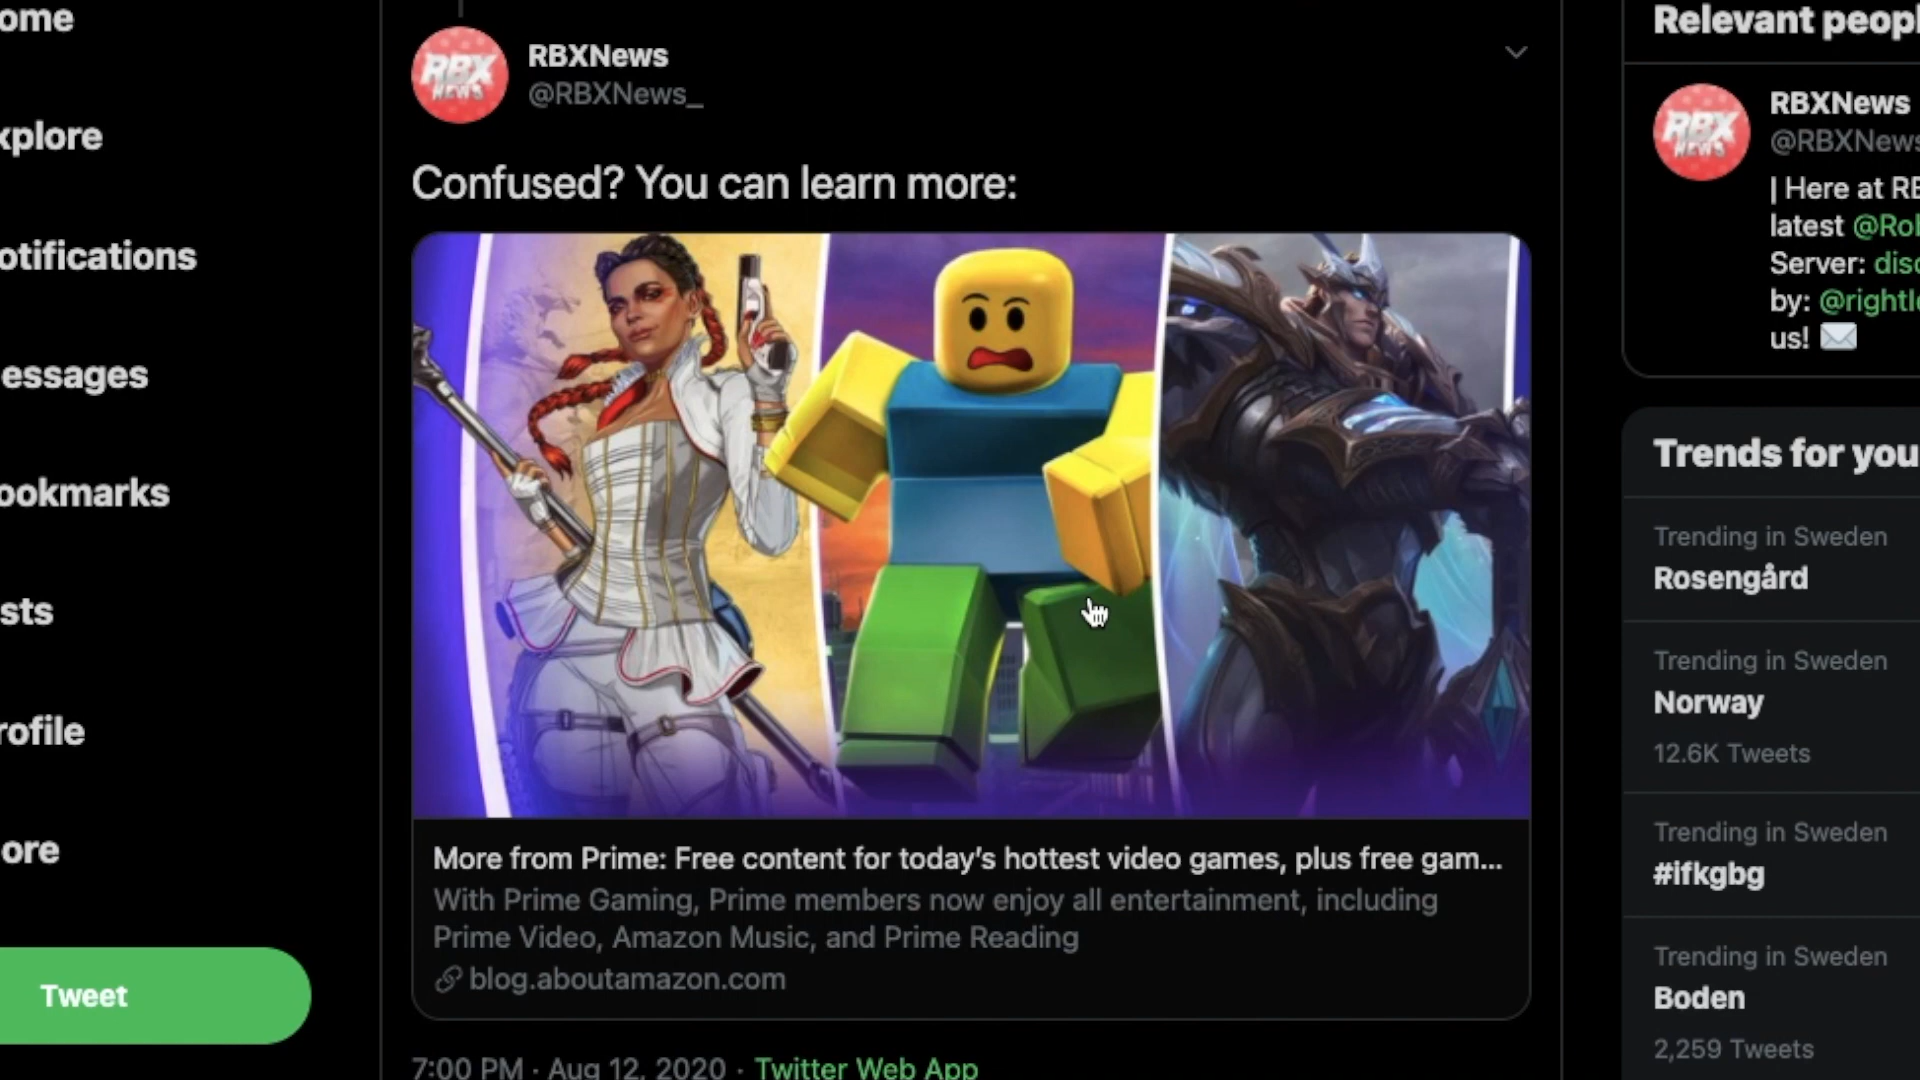 ome
xplore
otifications
essages
ookmarks
sts
rofile
ore
Tweet
RBX
NEWS
RBXNews
@RBXNews_
Confused? You can learn more:
More from Prime: Free content for today's hottest video games, plus free gam...
With Prime Gaming, Prime members now enjoy all entertainment, including
Prime Video, Amazon Music, and Prime Reading
blog.aboutamazon.com
7:00 PM · Aug 12, 2020 · Twitter Web App
Relevant peopl
RBX
NEWS
RBXNews
@RBXNews
| Here at RB
latest @Rob
Server: disc
by: @rightle
us!
Trends for you
Trending in Sweden
Rosengård
Trending in Sweden
Norway
12.6K Tweets
Trending in Sweden
#ifkgbg
Trending in Sweden
Boden
2,259 Tweets